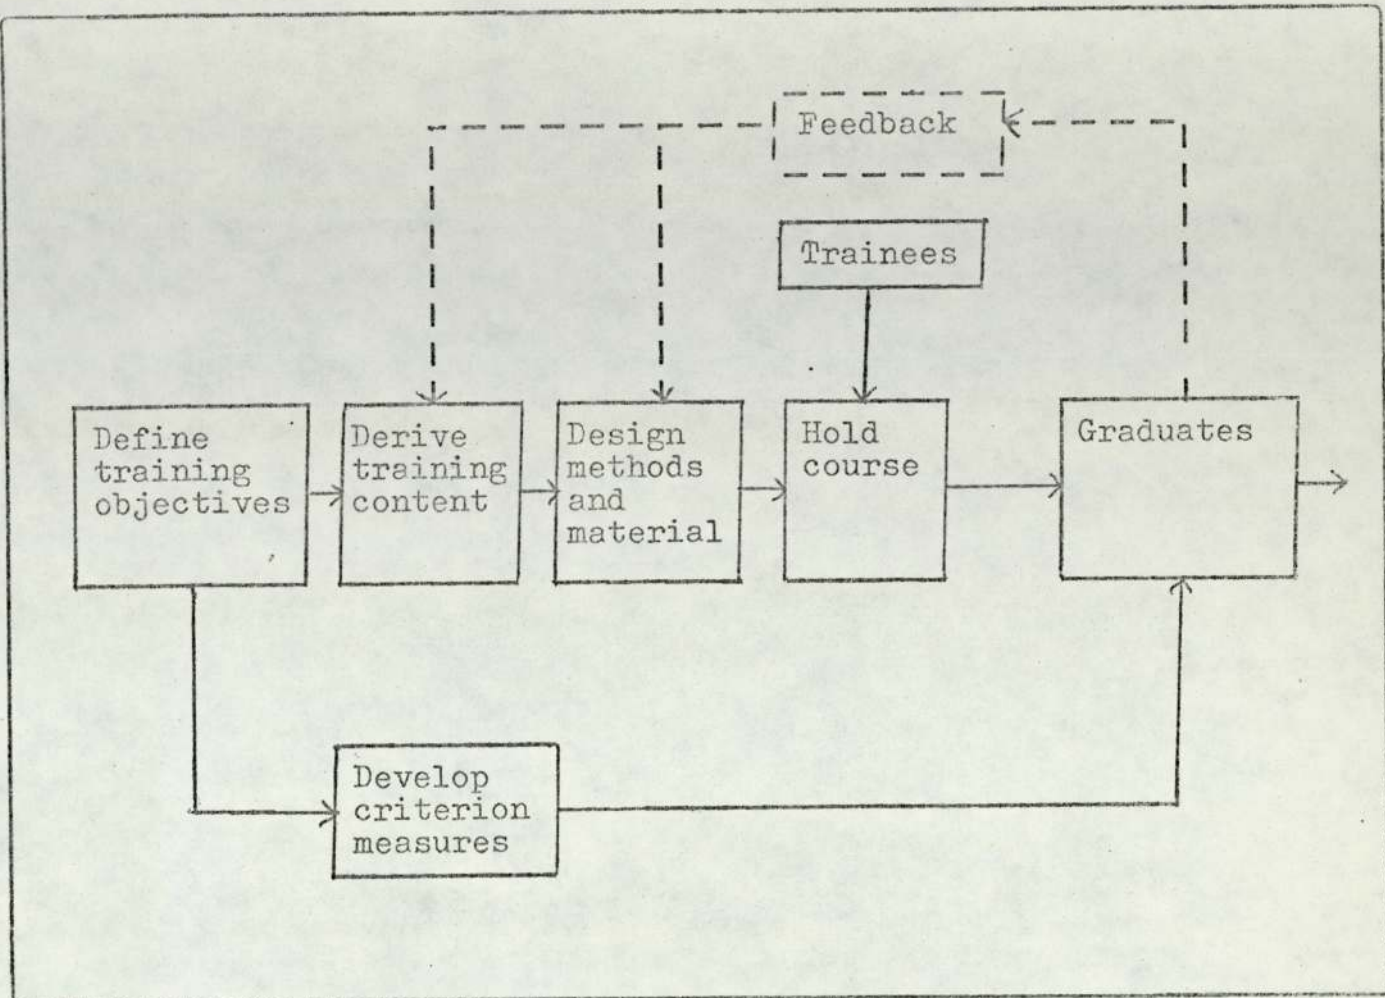 Feedback
Trainees
Define
training
objectives
Derive
training
content
Design
methods
and
material
Hold
course
Graduates
Develop
criterion
measures